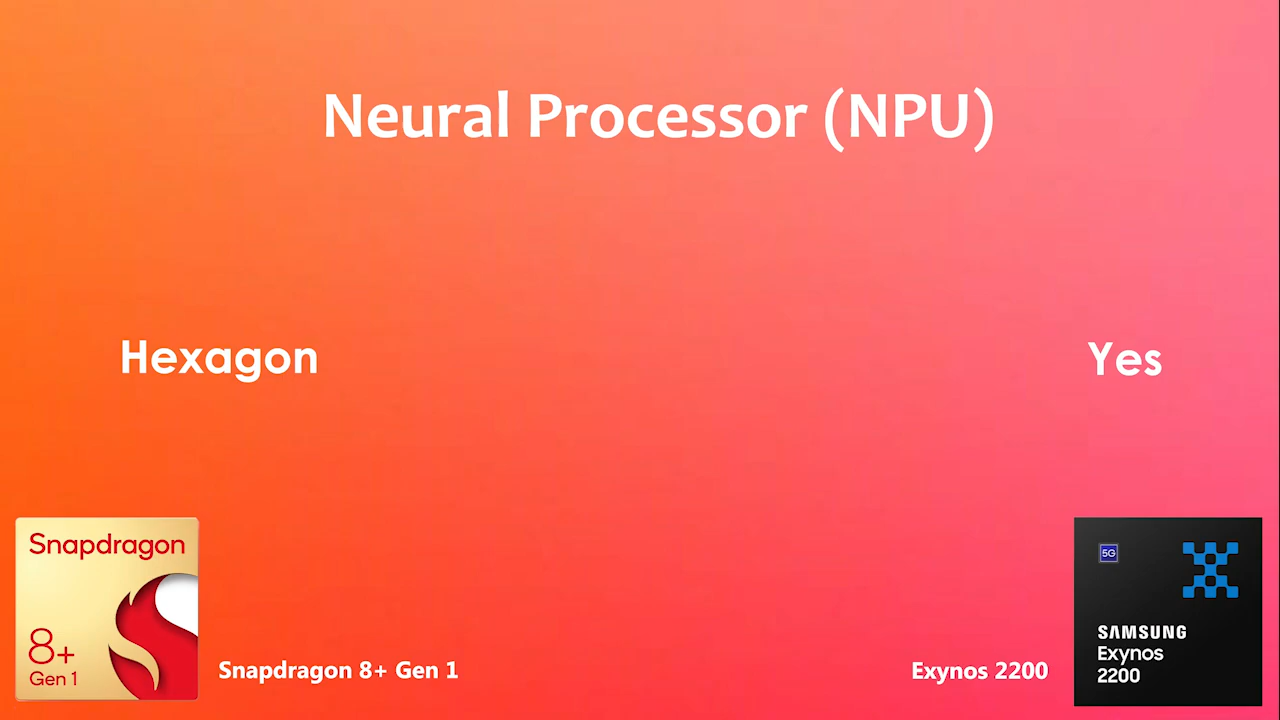 Neural Processor (NPU)
Hexagon
Yes
Snapdragon
8+
Gen 1
Snapdragon 8+ Gen 1
Exynos 2200
5G
SAMSUNG
Exynos
2200